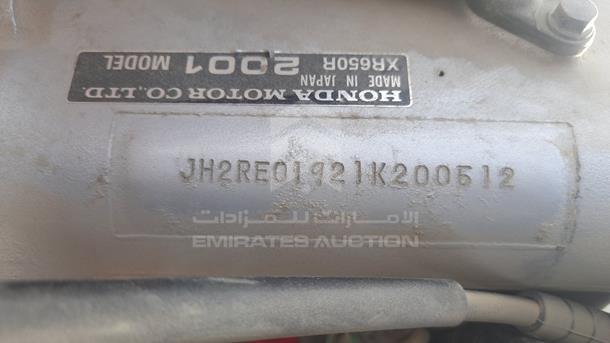 HONDA MOTOR CO., LTD.
MADE IN JAPAN
XR650R 2001 MODEL
JH2RE01921K200512
الإمارات للمزادات
EMIRATES AUCTION